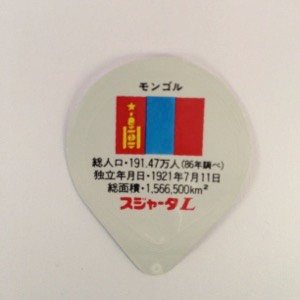 モンゴル
総人口・191.47万人(86年調べ)
独立年月日・1921年7月11日
総面積・1,566,500km²
スジャータL